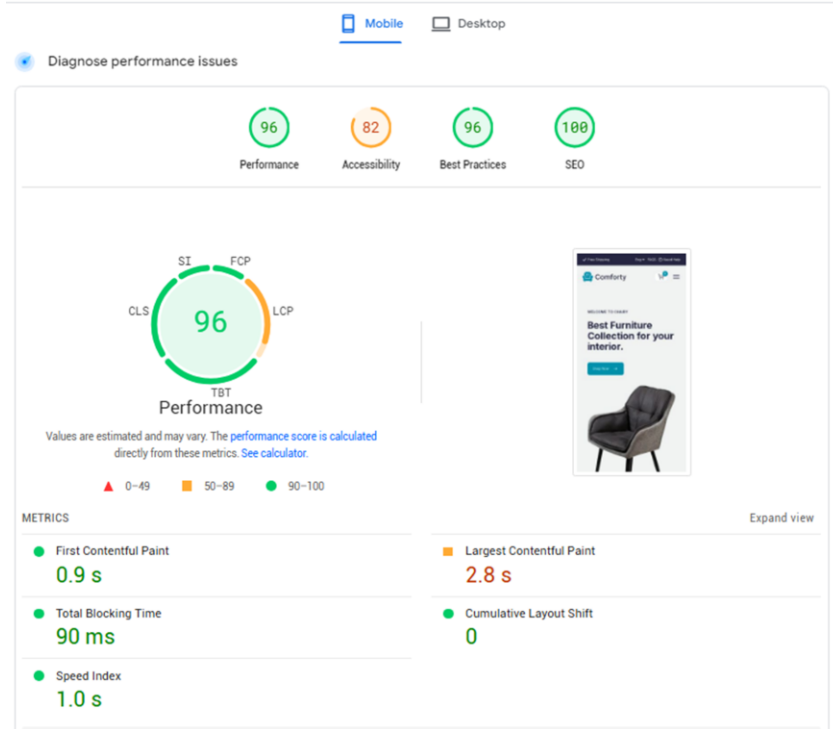 Mobile
Desktop
Diagnose performance issues
96
82
96
100
Performance
Accessibility
Best Practices
SEO
SI
FCP
CLS
LCP
96
TBT
Performance
Values are estimated and may vary. The performance score is calculated
directly from these metrics. See calculator.
0–49
50–89
90–100
Comforty
Best Furniture
Collection for your
interior.
METRICS
Expand view
First Contentful Paint
0.9 s
Largest Contentful Paint
2.8 s
Total Blocking Time
90 ms
Cumulative Layout Shift
0
Speed Index
1.0 s